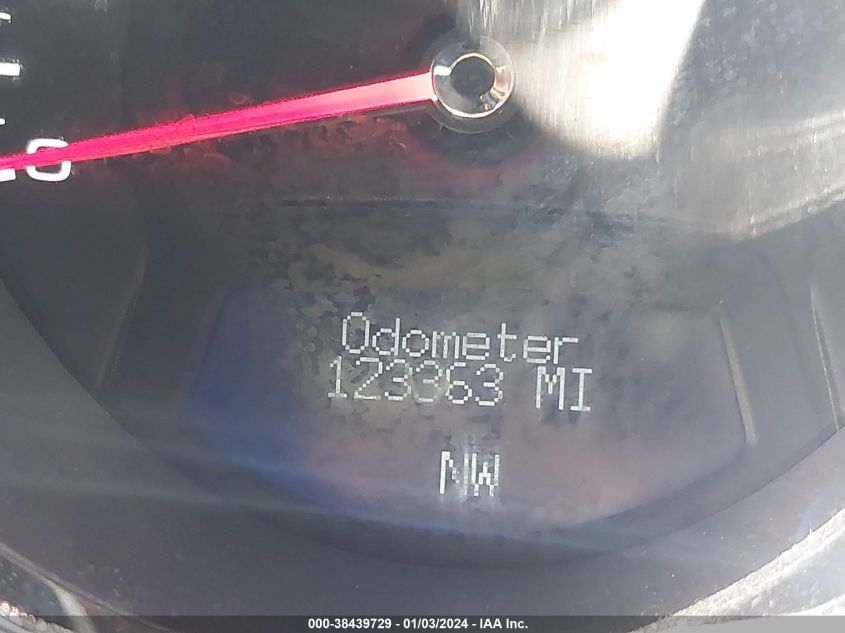 Odometer
123363 MI
NW
000-38439729 - 01/03/2024 - IAA Inc.